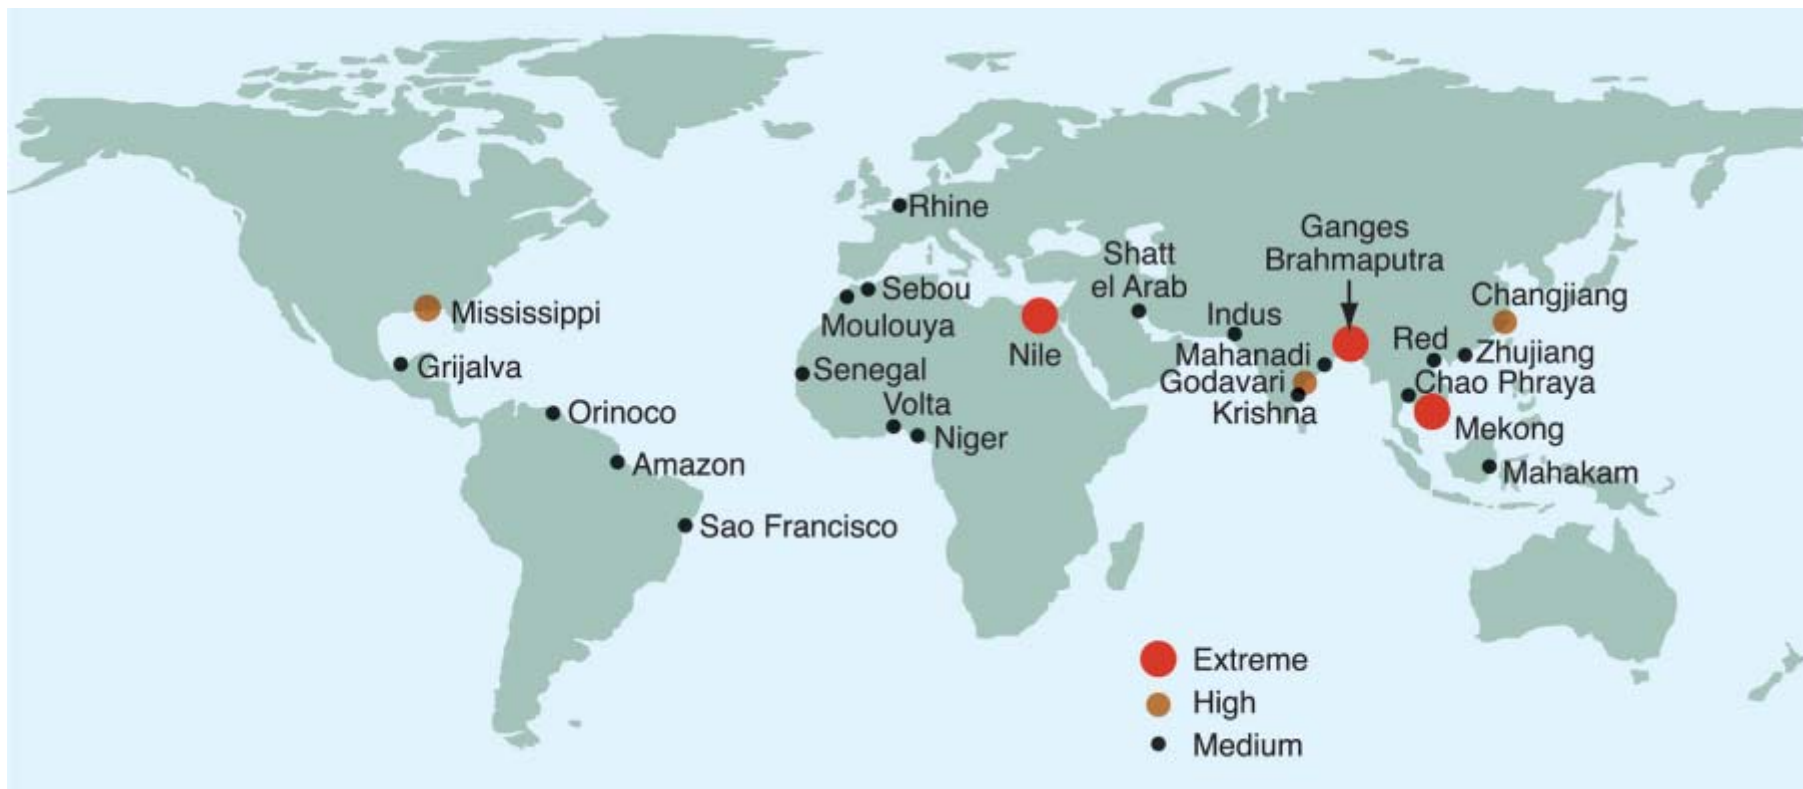 Rhine
Ganges
Brahmaputra
Shatt
el Arab
Sebou
Changjiang
Mississippi
Indus
Moulouya
Red
Nile
Mahanadi
Zhujiang
Grijalva
Senegal
Godavari
Chao Phraya
Volta
Orinoco
Krishna
Niger
Mekong
Amazon
Mahakam
Sao Francisco
Extreme
High
Medium